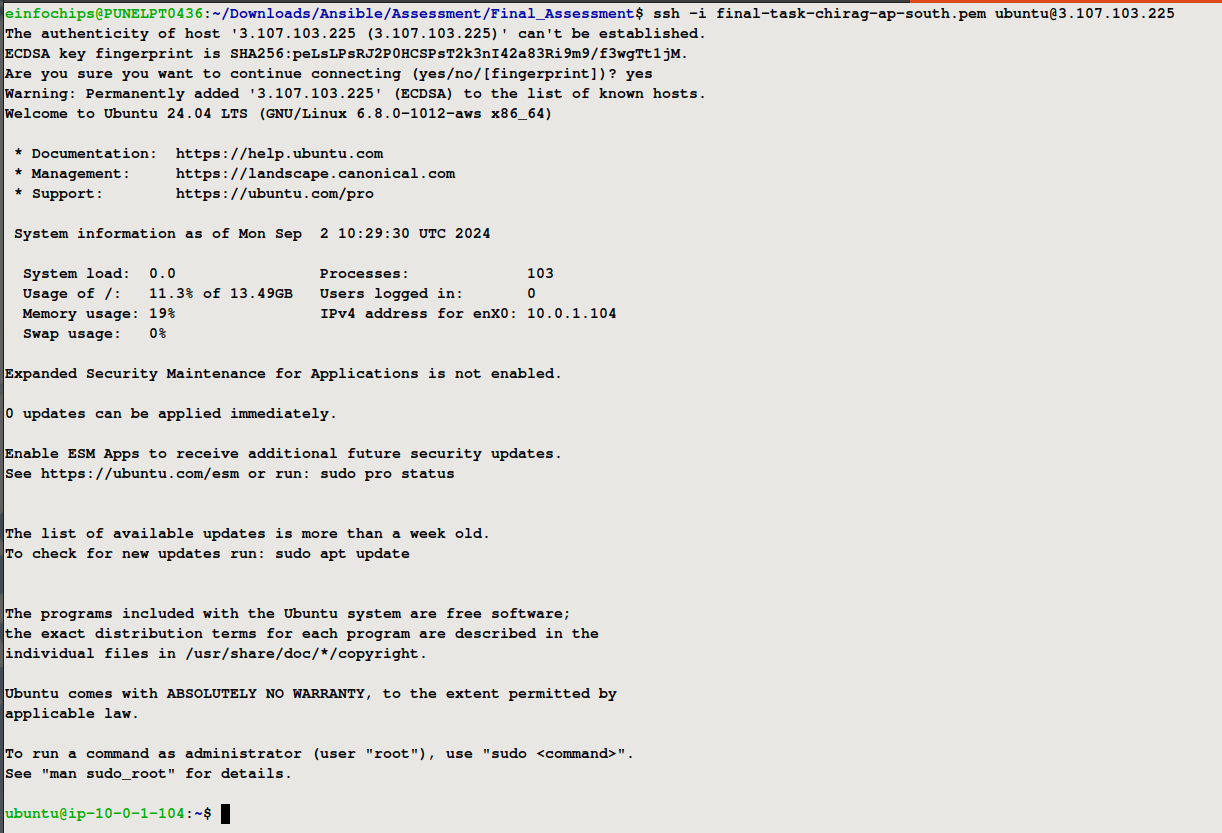 einfochips@PUNELPT0436:~/Downloads/Ansible/Assessment/Final_Assessment$ ssh -i final-task-chirag-ap-south.pem ubuntu@3.107.103.225
The authenticity of host '3.107.103.225 (3.107.103.225)' can't be established.
ECDSA key fingerprint is SHA256:peLsLPsRJ2P0HCSPsT2k3nI42a83Ri9m9/f3wgTt1jM.
Are you sure you want to continue connecting (yes/no/[fingerprint])? yes
Warning: Permanently added '3.107.103.225' (ECDSA) to the list of known hosts.
Welcome to Ubuntu 24.04 LTS (GNU/Linux 6.8.0-1012-aws x86_64)

 * Documentation:  https://help.ubuntu.com
 * Management:     https://landscape.canonical.com
 * Support:        https://ubuntu.com/pro

 System information as of Mon Sep  2 10:29:30 UTC 2024

  System load:  0.0                Processes:             103
  Usage of /:   11.3% of 13.49GB   Users logged in:       0
  Memory usage: 19%                IPv4 address for enX0: 10.0.1.104
  Swap usage:   0%

Expanded Security Maintenance for Applications is not enabled.

0 updates can be applied immediately.

Enable ESM Apps to receive additional future security updates.
See https://ubuntu.com/esm or run: sudo pro status


The list of available updates is more than a week old.
To check for new updates run: sudo apt update


The programs included with the Ubuntu system are free software;
the exact distribution terms for each program are described in the
individual files in /usr/share/doc/*/copyright.

Ubuntu comes with ABSOLUTELY NO WARRANTY, to the extent permitted by
applicable law.

To run a command as administrator (user "root"), use "sudo <command>".
See "man sudo_root" for details.

ubuntu@ip-10-0-1-104:~$